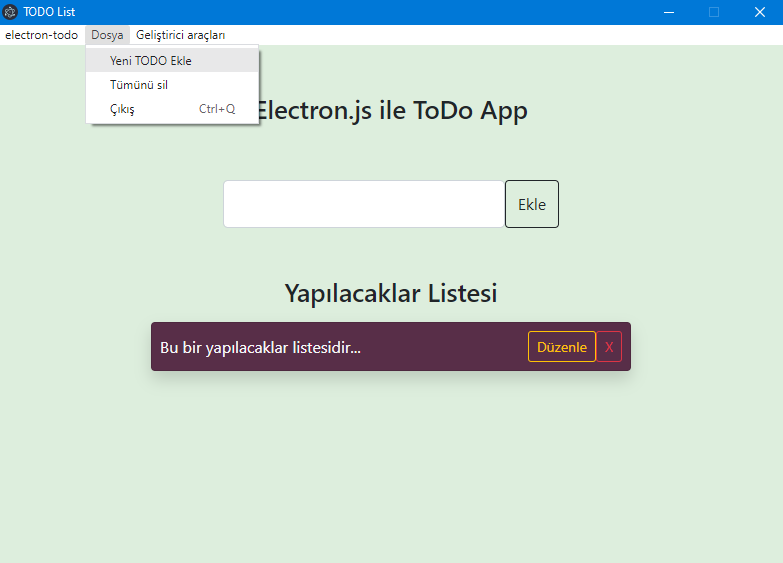 TODO List
electron-todo Dosya Geliştirici araçları
Yeni TODO Ekle
Tümünü sil
Çıkış Ctrl+Q
Electron.js ile ToDo App
Ekle
Yapılacaklar Listesi
Bu bir yapılacaklar listesidir... Düzenle X